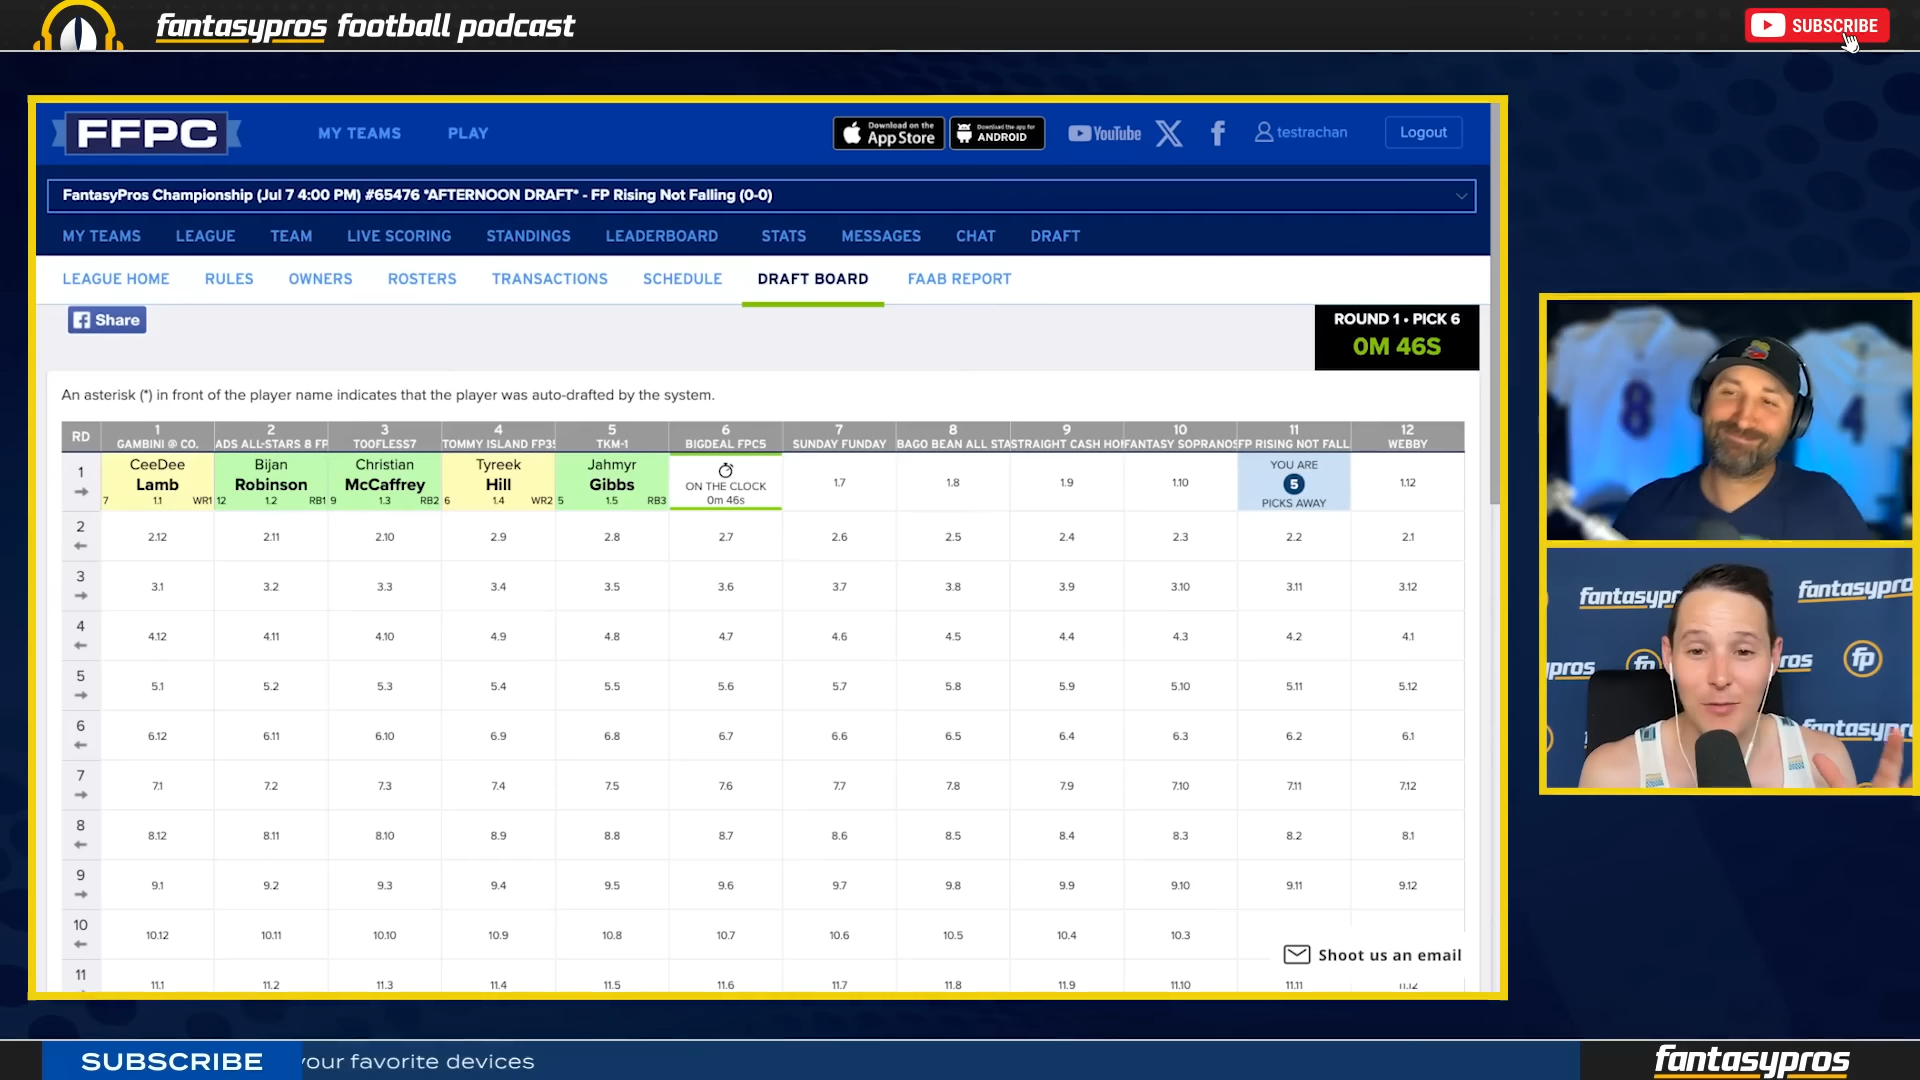 fantasypros football podcast
SUBSCRIBE
FFPC
MY TEAMS PLAY
Download on the App Store
Download the app for ANDROID
YouTube
testrachan
Logout
FantasyPros Championship (Jul 7 4:00 PM) #65476 *AFTERNOON DRAFT* - FP Rising Not Falling (0-0)
MY TEAMS LEAGUE TEAM LIVE SCORING STANDINGS LEADERBOARD STATS MESSAGES CHAT DRAFT
LEAGUE HOME RULES OWNERS ROSTERS TRANSACTIONS SCHEDULE DRAFT BOARD FAAB REPORT
Share
ROUND 1 • PICK 6
0M 46S
An asterisk (*) in front of the player name indicates that the player was auto-drafted by the system.
RD 1 2 3 4 5 6 7 8 9 10 11 12
GAMBINI @ CO. ADS ALL-STARS 8 FP TOOFLESS7 TOMMY ISLAND FP35 TKM-1 BIGDEAL FPC5 SUNDAY FUNDAY BAGO BEAN ALL STA STRAIGHT CASH HO FANTASY SOPRANOS FP RISING NOT FALL WEBBY
1 CeeDee Bijan Christian Tyreek Jahmyr YOU ARE
Lamb Robinson McCaffrey Hill Gibbs ON THE CLOCK 1.7 1.8 1.9 1.10 5 1.12
7 1.1 WR1 12 1.2 RB1 9 1.3 RB2 6 1.4 WR2 5 1.5 RB3 0m 46s PICKS AWAY
2 2.12 2.11 2.10 2.9 2.8 2.7 2.6 2.5 2.4 2.3 2.2 2.1
3 3.1 3.2 3.3 3.4 3.5 3.6 3.7 3.8 3.9 3.10 3.11 3.12
4 4.12 4.11 4.10 4.9 4.8 4.7 4.6 4.5 4.4 4.3 4.2 4.1
5 5.1 5.2 5.3 5.4 5.5 5.6 5.7 5.8 5.9 5.10 5.11 5.12
6 6.12 6.11 6.10 6.9 6.8 6.7 6.6 6.5 6.4 6.3 6.2 6.1
7 7.1 7.2 7.3 7.4 7.5 7.6 7.7 7.8 7.9 7.10 7.11 7.12
8 8.12 8.11 8.10 8.9 8.8 8.7 8.6 8.5 8.4 8.3 8.2 8.1
9 9.1 9.2 9.3 9.4 9.5 9.6 9.7 9.8 9.9 9.10 9.11 9.12
10 10.12 10.11 10.10 10.9 10.8 10.7 10.6 10.5 10.4 10.3
11 11.1 11.2 11.3 11.4 11.5 11.6 11.7 11.8 11.9 11.10 11.11 11.12
Shoot us an email
8 4
fantasypr fantasypro
pros fp ros fp
antasypr
SUBSCRIBE your favorite devices
fantasypros